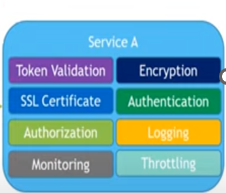 Service A
Token Validation
Encryption
SSL Certificate
Authentication
Authorization
Logging
Monitoring
Throttling